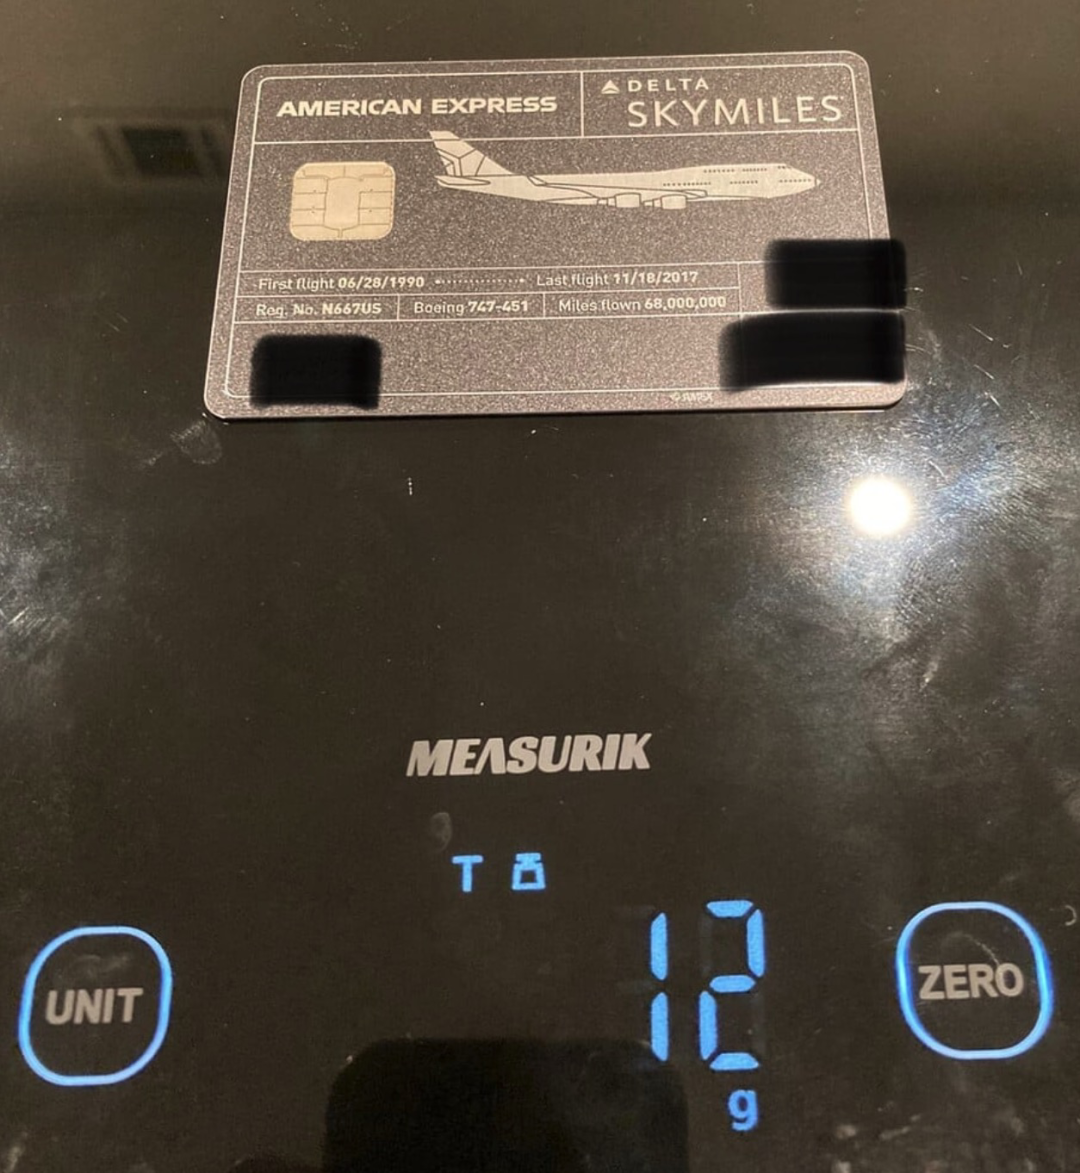 AMERICAN EXPRESS
DELTA
SKYMILES
First flight 06/28/1990 Last flight 11/18/2017
Reg. No. N667US Boeing 747-451 Miles flown 68,000,000
© AMEX
MEASURIK
T
12
UNIT
ZERO
g